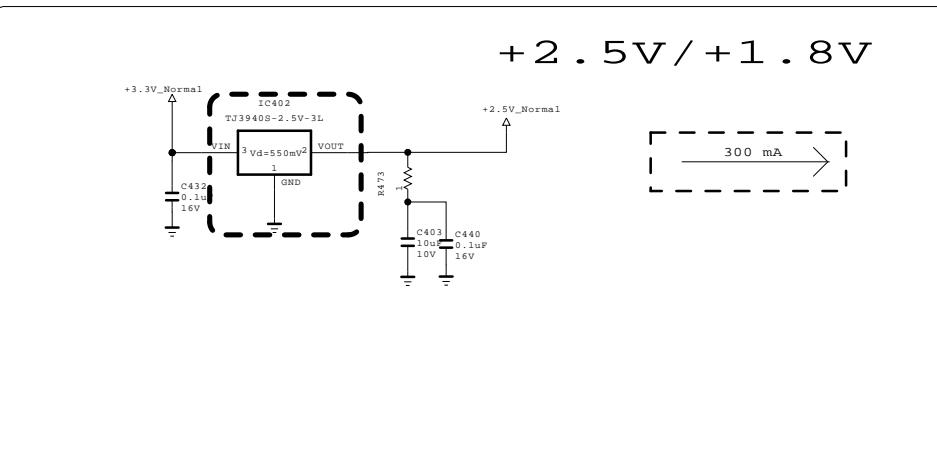 +2.5V/+1.8V
+3.3V_Normal
IC402
TJ3940S-2.5V-3L
+2.5V_Normal
VIN
3
Vd=550mV
2
VOUT
1
GND
300 mA
C432
0.1u
16V
R473
1
C403
10uF
10V
C440
0.1uF
16V